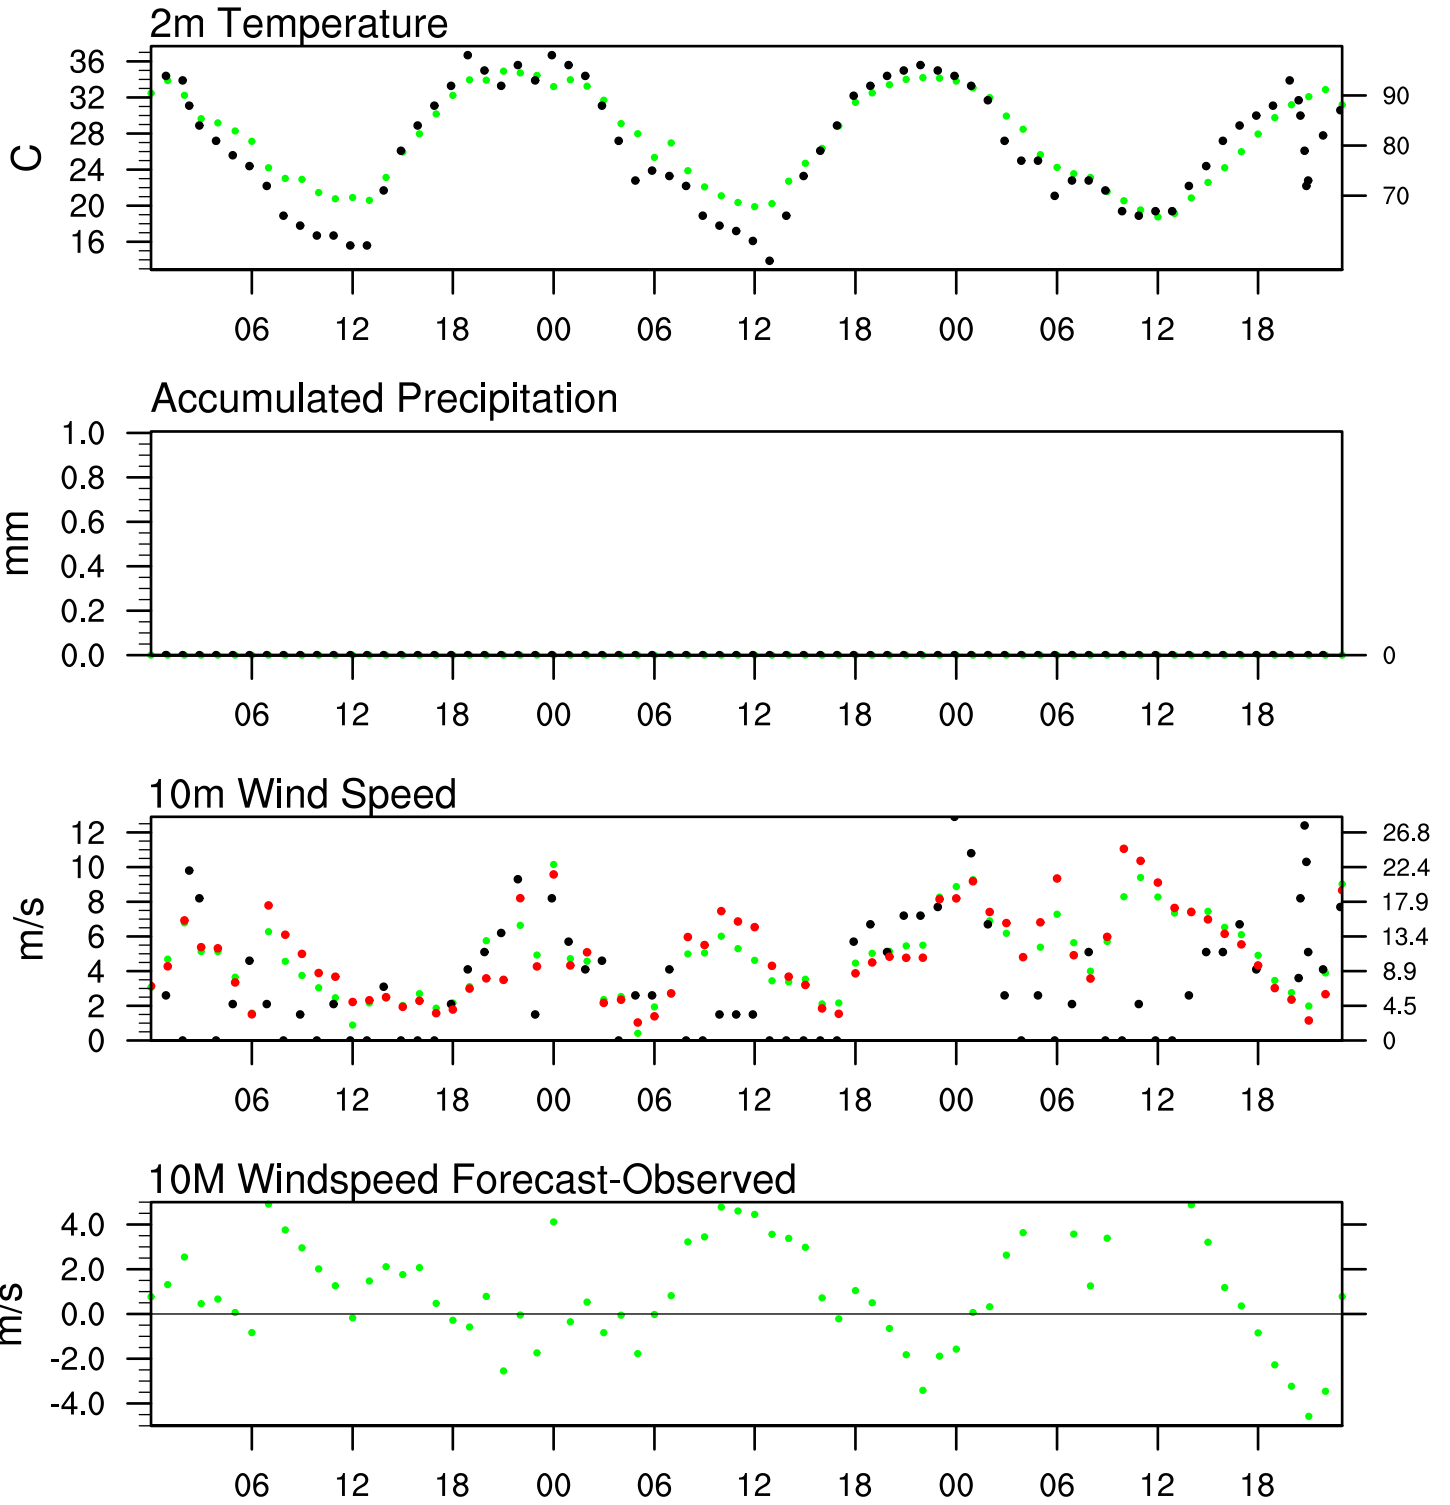 2m Temperature
36
32
28
24
20
16
C
90
80
70
06 12 18 00 06 12 18 00 06 12 18
Accumulated Precipitation
1.0
0.8
0.6
0.4
0.2
0.0
mm
0
06 12 18 00 06 12 18 00 06 12 18
10m Wind Speed
12
10
8
6
4
2
0
m/s
26.8
22.4
17.9
13.4
8.9
4.5
0
06 12 18 00 06 12 18 00 06 12 18
10M Windspeed Forecast-Observed
4.0
2.0
0.0
-2.0
-4.0
m/s
06 12 18 00 06 12 18 00 06 12 18